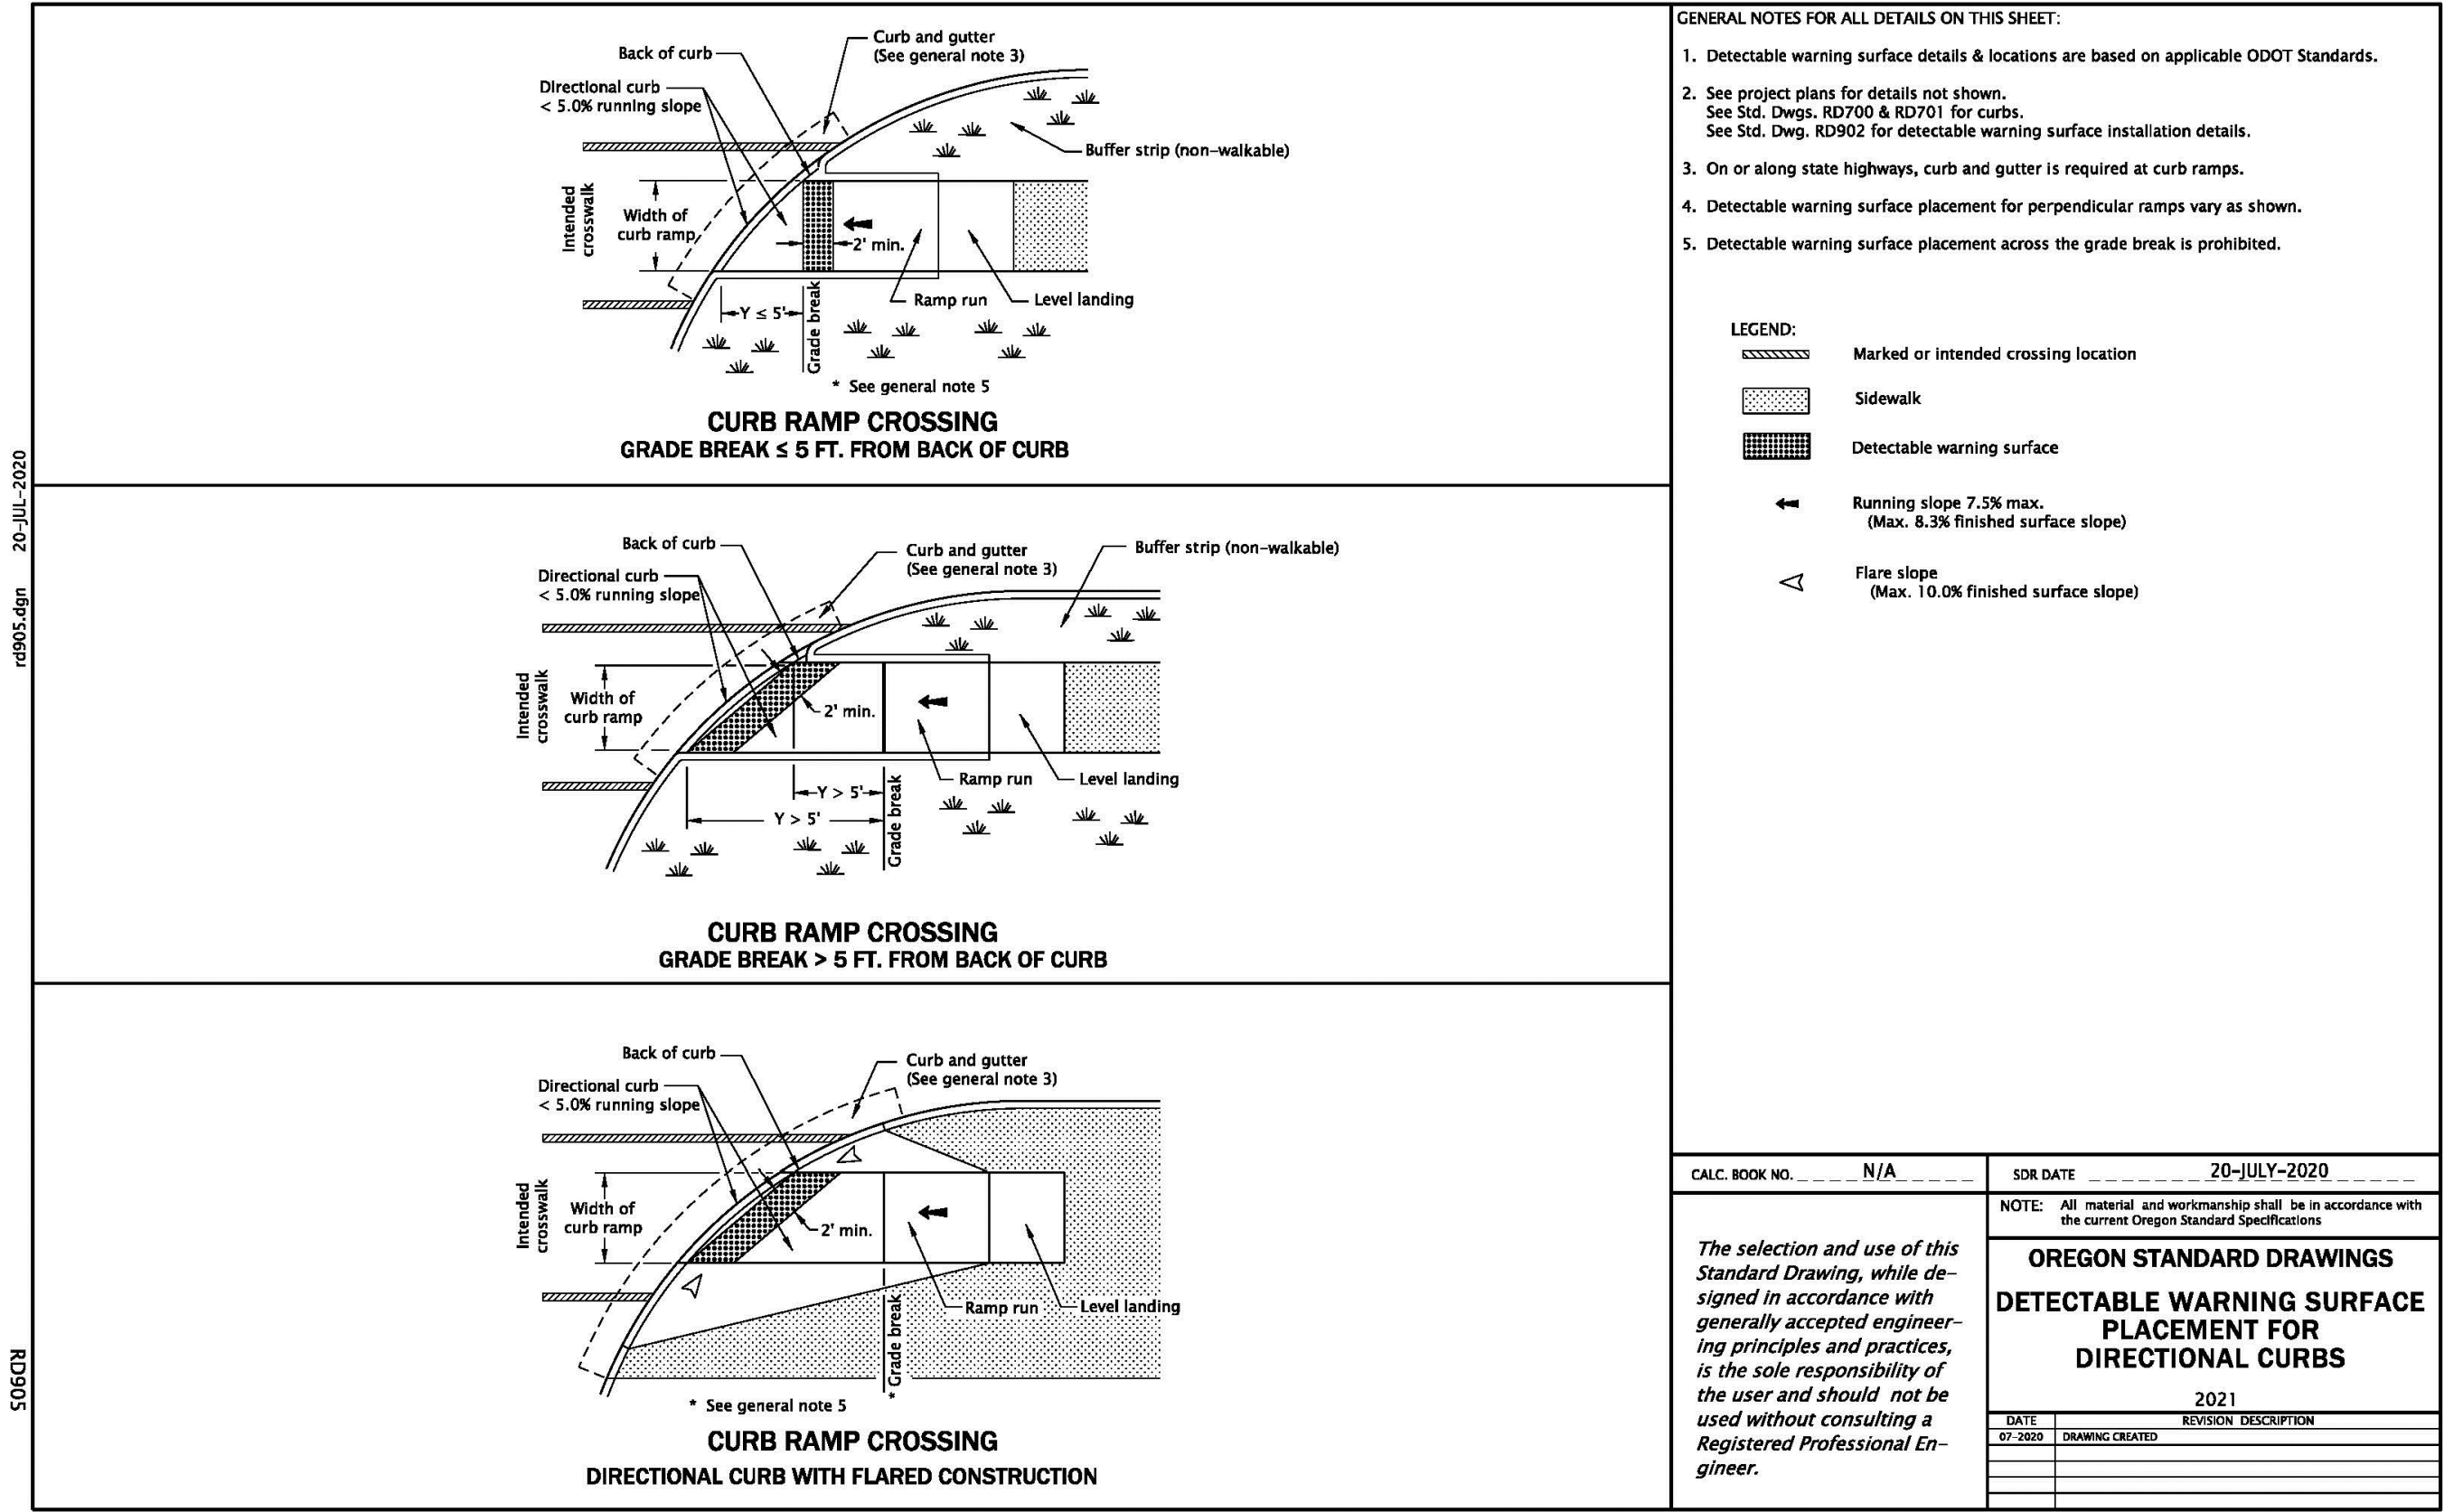 Curb and gutter
(See general note 3)
Back of curb
Directional curb
< 5.0% running slope
Buffer strip (non-walkable)
Intended
crosswalk
Width of
curb ramp
2' min.
Ramp run
Level landing
Y ≤ 5'
Grade break
* See general note 5
CURB RAMP CROSSING
GRADE BREAK ≤ 5 FT. FROM BACK OF CURB
Back of curb
Curb and gutter
(See general note 3)
Buffer strip (non-walkable)
Directional curb
< 5.0% running slope
Intended
crosswalk
Width of
curb ramp
2' min.
Ramp run
Level landing
Y > 5'
Y > 5'
Grade break
CURB RAMP CROSSING
GRADE BREAK > 5 FT. FROM BACK OF CURB
Back of curb
Curb and gutter
(See general note 3)
Directional curb
< 5.0% running slope
Intended
crosswalk
Width of
curb ramp
2' min.
Ramp run
Level landing
* Grade break
* See general note 5
CURB RAMP CROSSING
DIRECTIONAL CURB WITH FLARED CONSTRUCTION
GENERAL NOTES FOR ALL DETAILS ON THIS SHEET:
1. Detectable warning surface details & locations are based on applicable ODOT Standards.
2. See project plans for details not shown.
See Std. Dwgs. RD700 & RD701 for curbs.
See Std. Dwg. RD902 for detectable warning surface installation details.
3. On or along state highways, curb and gutter is required at curb ramps.
4. Detectable warning surface placement for perpendicular ramps vary as shown.
5. Detectable warning surface placement across the grade break is prohibited.
LEGEND:
Marked or intended crossing location
Sidewalk
Detectable warning surface
Running slope 7.5% max.
(Max. 8.3% finished surface slope)
Flare slope
(Max. 10.0% finished surface slope)
CALC. BOOK NO. _ _ _ _ N/A _ _ _ _ _
SDR DATE _ _ _ _ _ _ 20-JULY-2020 _ _ _ _ _
NOTE: All material and workmanship shall be in accordance with
the current Oregon Standard Specifications
The selection and use of this
Standard Drawing, while de-
signed in accordance with
generally accepted engineer-
ing principles and practices,
is the sole responsibility of
the user and should not be
used without consulting a
Registered Professional En-
gineer.
OREGON STANDARD DRAWINGS
DETECTABLE WARNING SURFACE
PLACEMENT FOR
DIRECTIONAL CURBS
2021
DATE REVISION DESCRIPTION
07-2020 DRAWING CREATED
rd905.dgn 20-JUL-2020
RD905